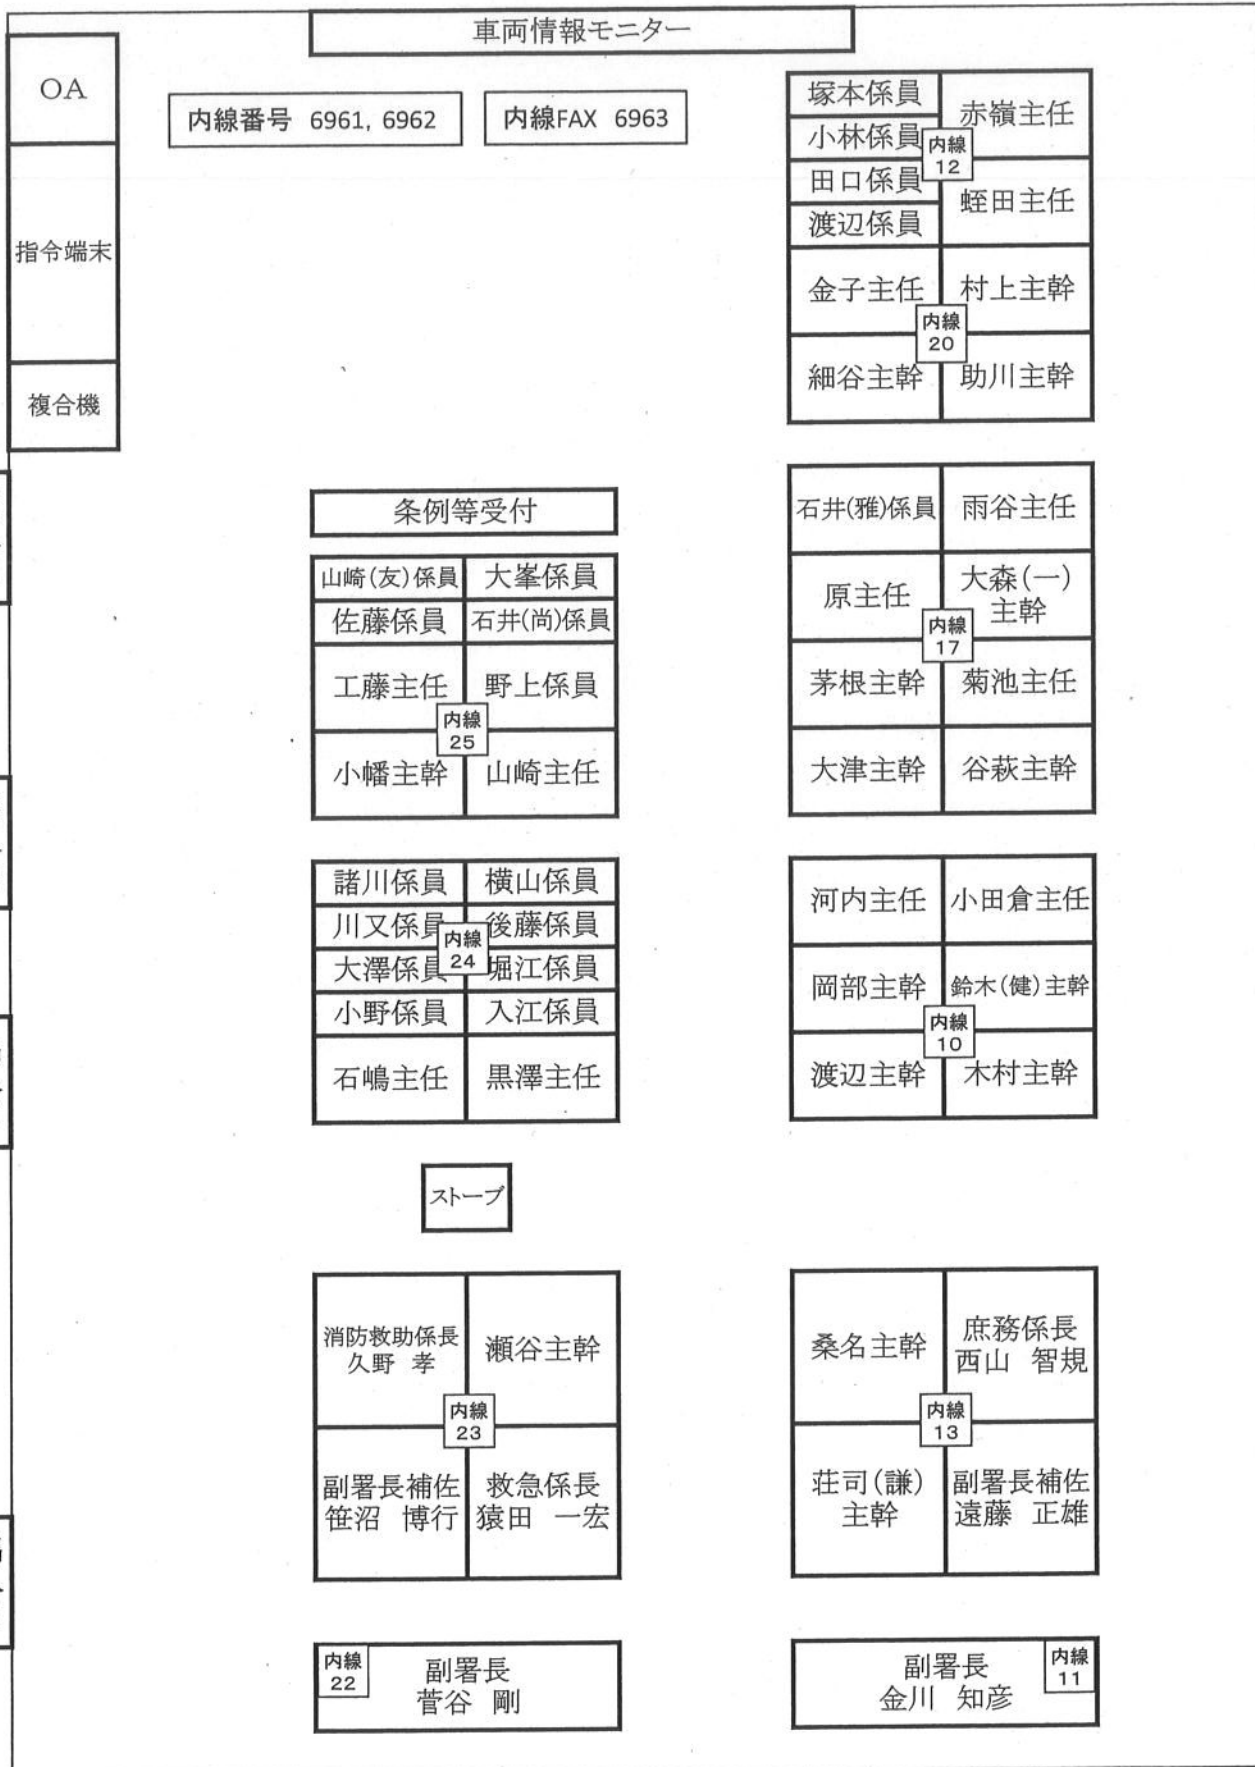 車両情報モニター
OA
指令端末
複合機
内線番号 6961, 6962
内線FAX 6963
塚本係員
小林係員
田口係員
渡辺係員
赤嶺主任
蛭田主任
内線
12
金子主任
村上主幹
細谷主幹
助川主幹
内線
20
石井(雅)係員
雨谷主任
原主任
大森(一)
主幹
茅根主幹
菊池主任
大津主幹
谷萩主幹
内線
17
河内主任
小田倉主任
岡部主幹
鈴木(健)主幹
渡辺主幹
木村主幹
内線
10
条例等受付
山崎(友)係員
大峯係員
佐藤係員
石井(尚)係員
工藤主任
野上係員
小幡主幹
山崎主任
内線
25
諸川係員
横山係員
川又係員
後藤係員
大澤係員
堀江係員
小野係員
入江係員
石嶋主任
黒澤主任
内線
24
ストーブ
消防救助係長
久野 孝
瀬谷主幹
副署長補佐
笹沼 博行
救急係長
猿田 一宏
内線
23
桑名主幹
庶務係長
西山 智規
荘司(謙)
主幹
副署長補佐
遠藤 正雄
内線
13
内線
22
副署長
菅谷 剛
副署長
金川 知彦
内線
11